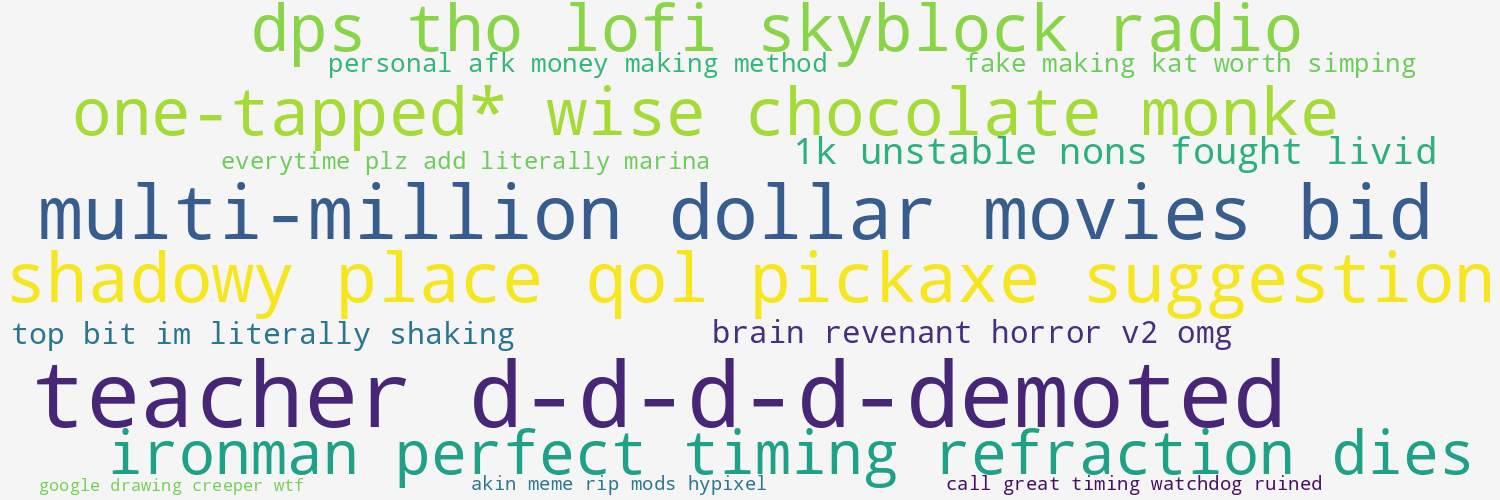 dps tho lofi skyblock radio
personal afk money making method
fake making kat worth simping
one-tapped* wise chocolate monke
1k unstable nons fought livid
everytime plz add literally marina
multi-million dollar movies bid
shadowy place qol pickaxe suggestion
top bit im literally shaking
brain revenant horror v2 omg
teacher d-d-d-d-demoted
ironman perfect timing refraction dies
google drawing creeper wtf
akin meme rip mods hypixel
call great timing watchdog ruined